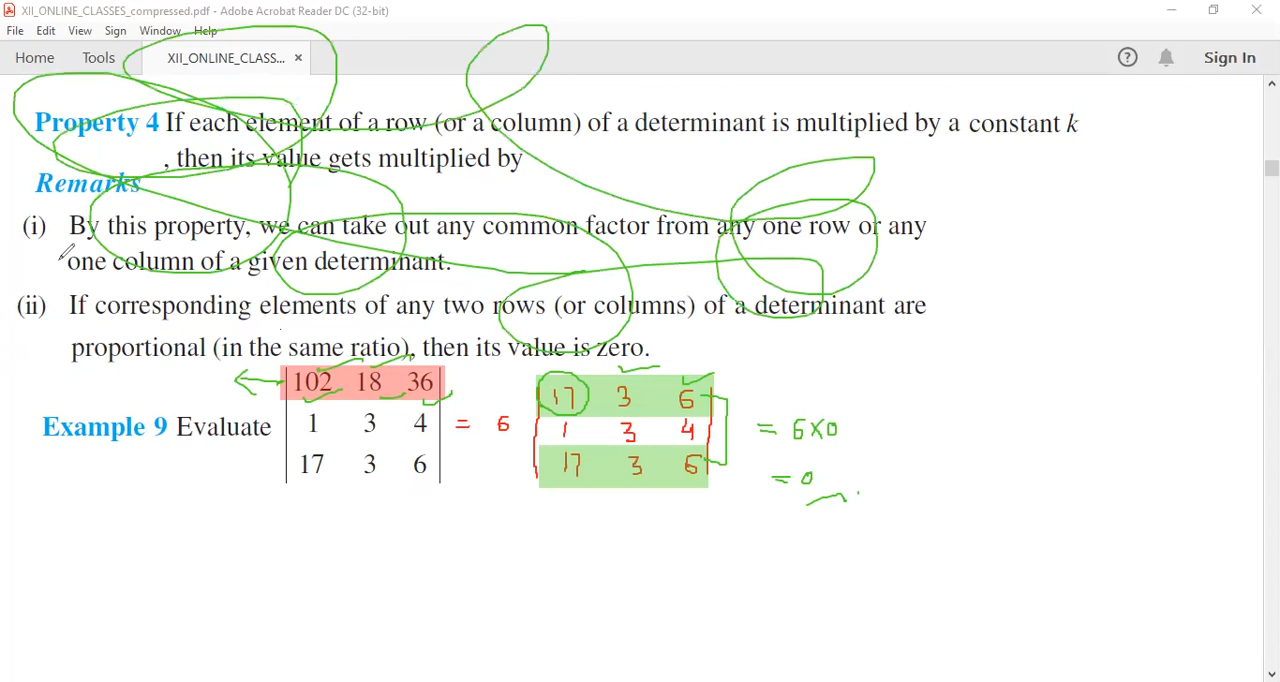 XII_ONLINE_CLASSES_compressed.pdf - Adobe Acrobat Reader DC (32-bit)
File Edit View Sign Window Help
Home Tools XII_ONLINE_CLASS... × ? Sign In
Property 4 If each element of a row (or a column) of a determinant is multiplied by a constant k
, then its value gets multiplied by
Remarks
(i) By this property, we can take out any common factor from any one row or any
one column of a given determinant.
(ii) If corresponding elements of any two rows (or columns) of a determinant are
proportional (in the same ratio), then its value is zero.
102 18 36 17 3 6
Example 9 Evaluate 1 3 4 = 6 1 3 4 = 6×0
17 3 6 17 3 6
= 0